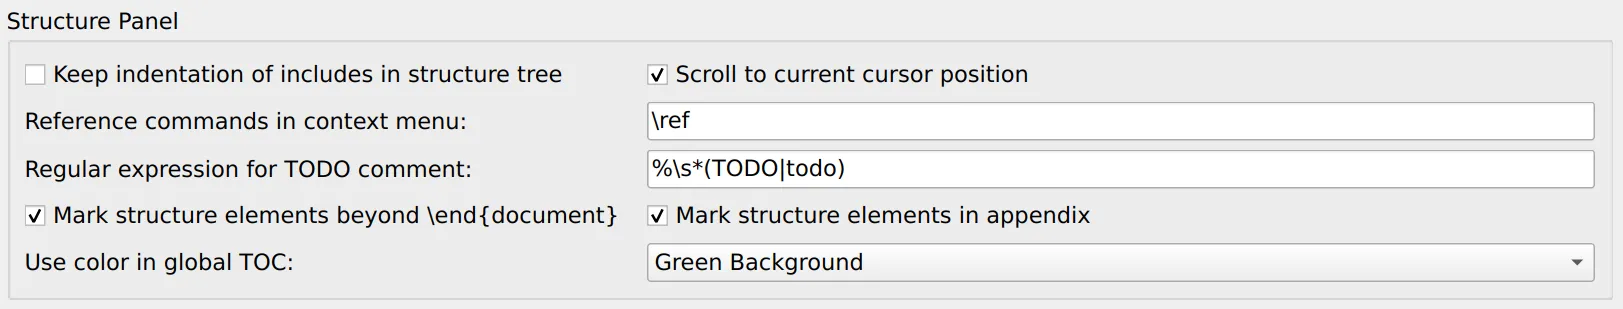 Structure Panel
Keep indentation of includes in structure tree
Scroll to current cursor position
Reference commands in context menu:
\ref
Regular expression for TODO comment:
%\s*(TODO|todo)
Mark structure elements beyond \end{document}
Mark structure elements in appendix
Use color in global TOC:
Green Background